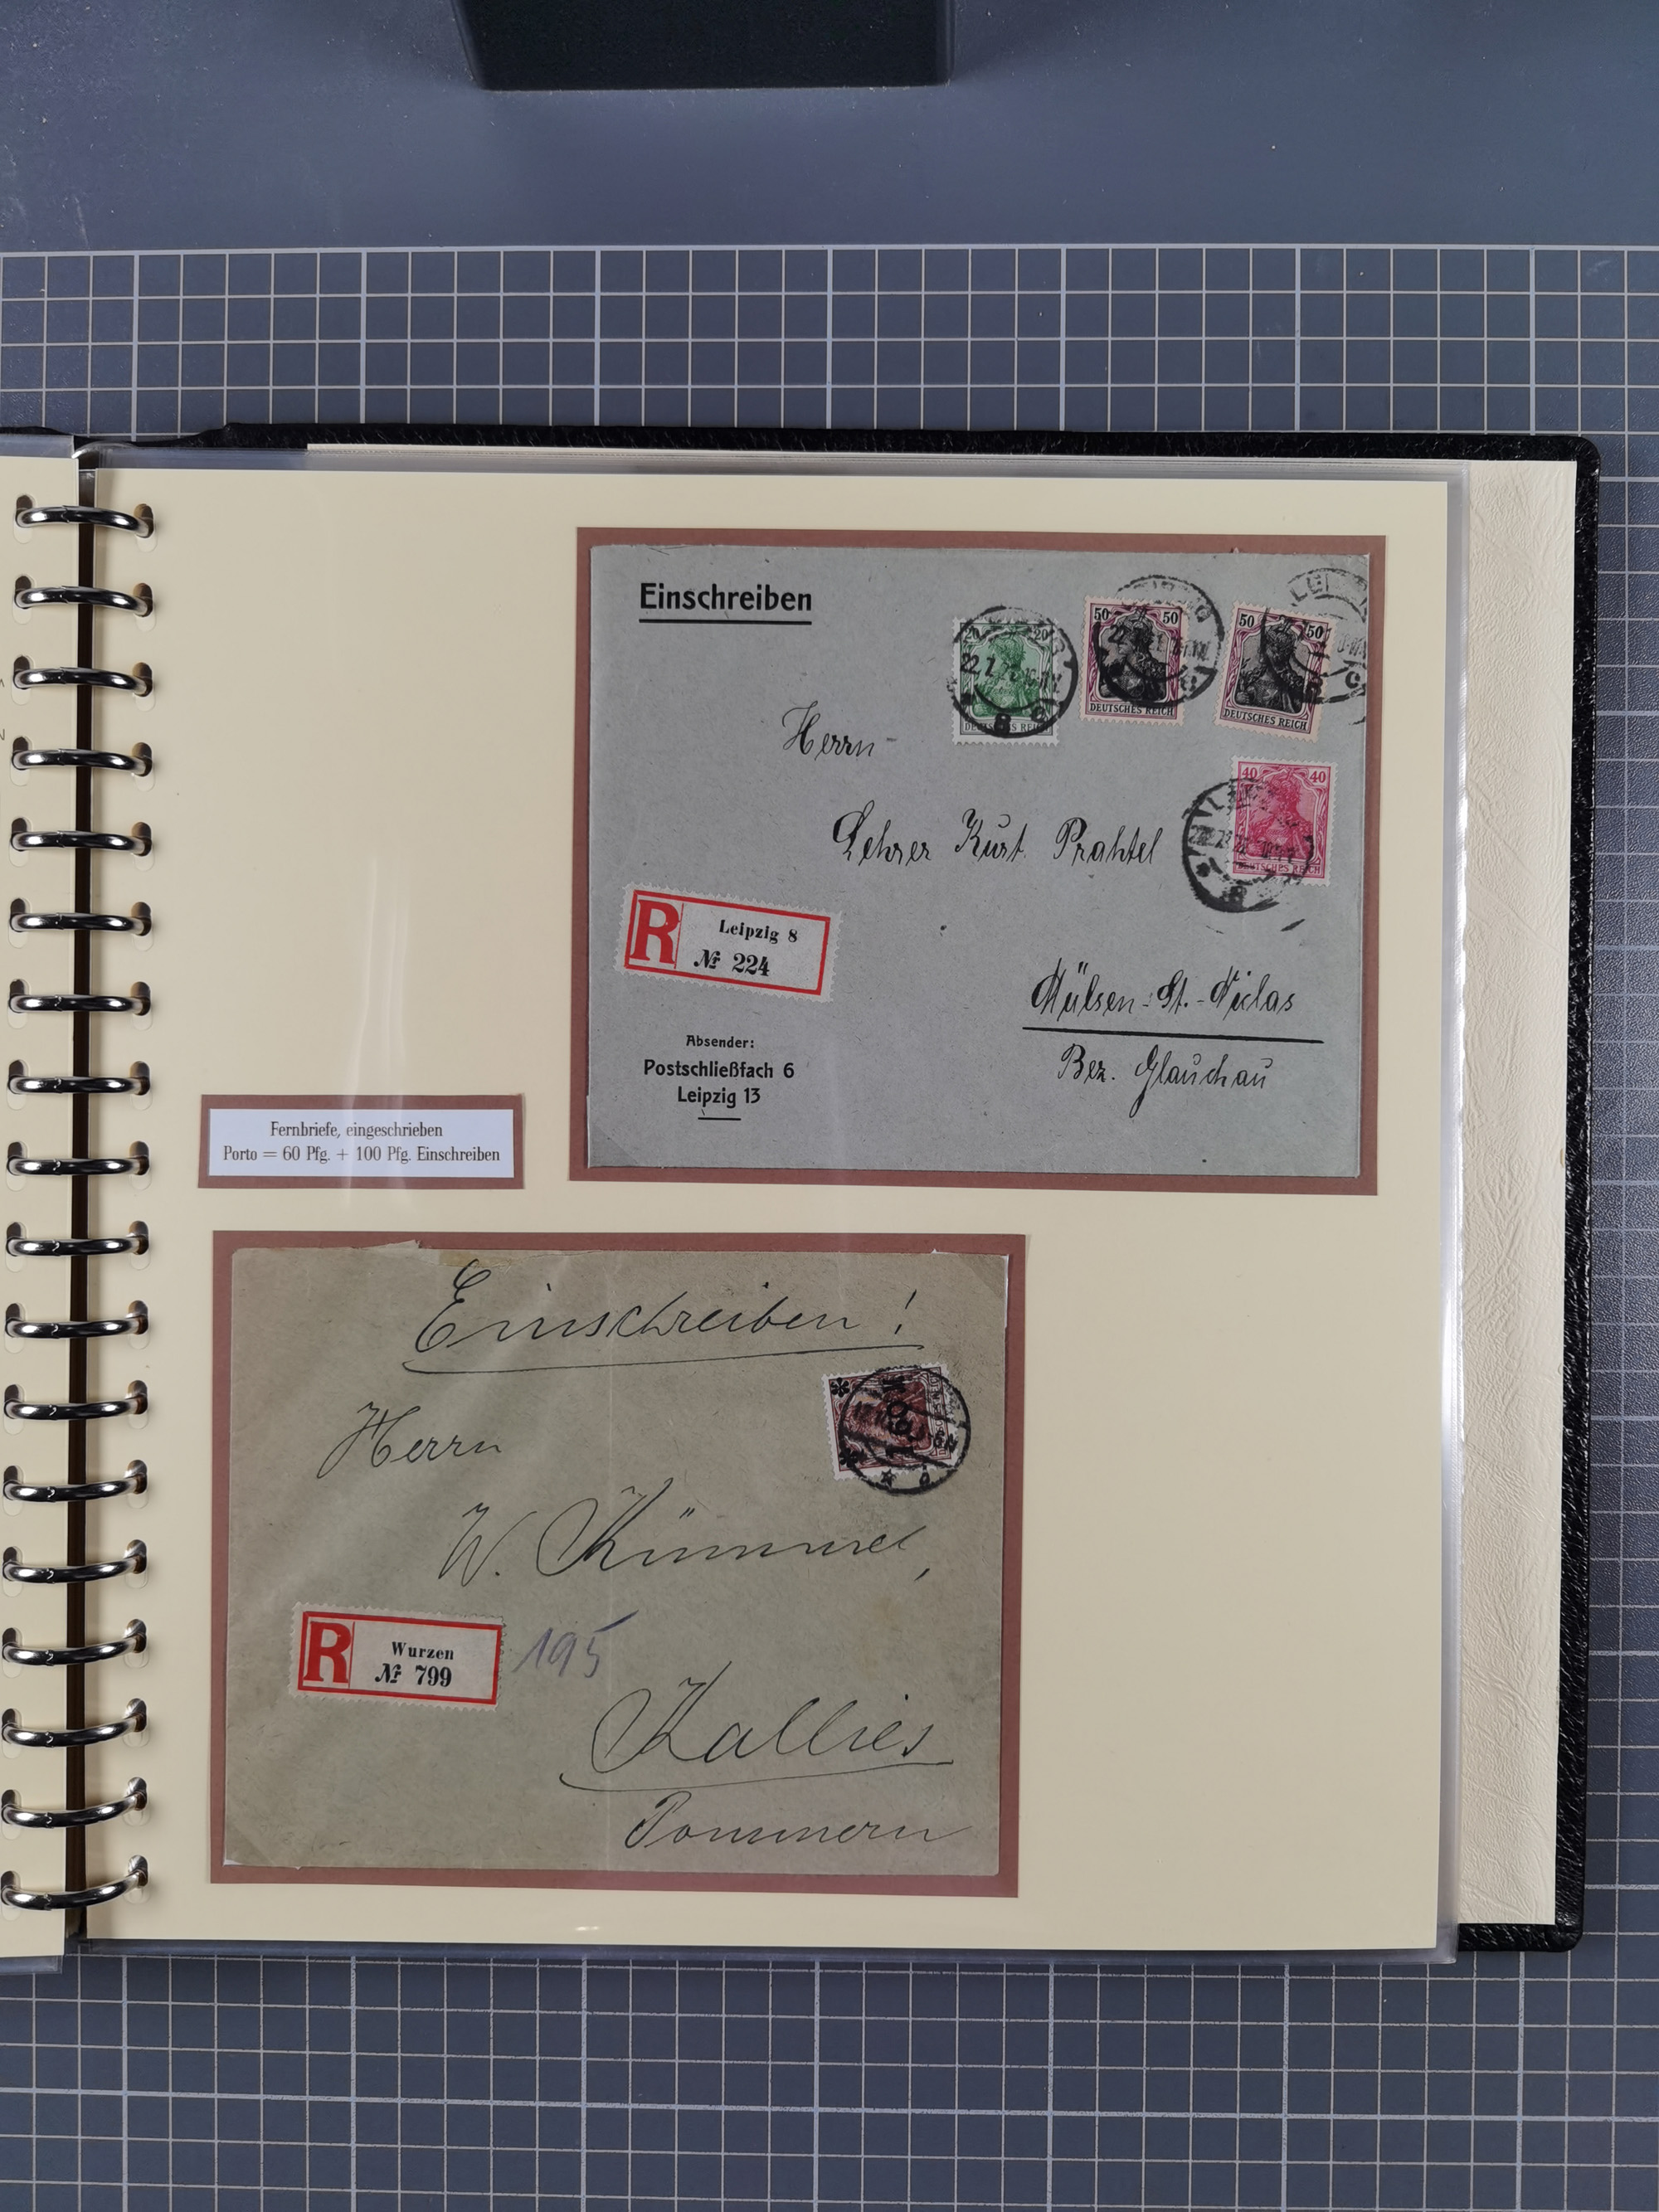 Einschreiben
20 20
50 50
DEUTSCHES REICH
50 50
DEUTSCHES REICH
Herrn
40 40
DEUTSCHES REICH
Lehrer Kurt Prahtel
R Leipzig 8
№ 224
Mülsen-St.-Niclas
Bez. Glauchau
Absender:
Postschließfach 6
Leipzig 13
Fernbriefe, eingeschrieben
Porto = 60 Pfg. + 100 Pfg. Einschreiben
Einschreiben!
Herrn
W. Kümmel,
R Wurzen
№ 799
195
Kallies
Pommern